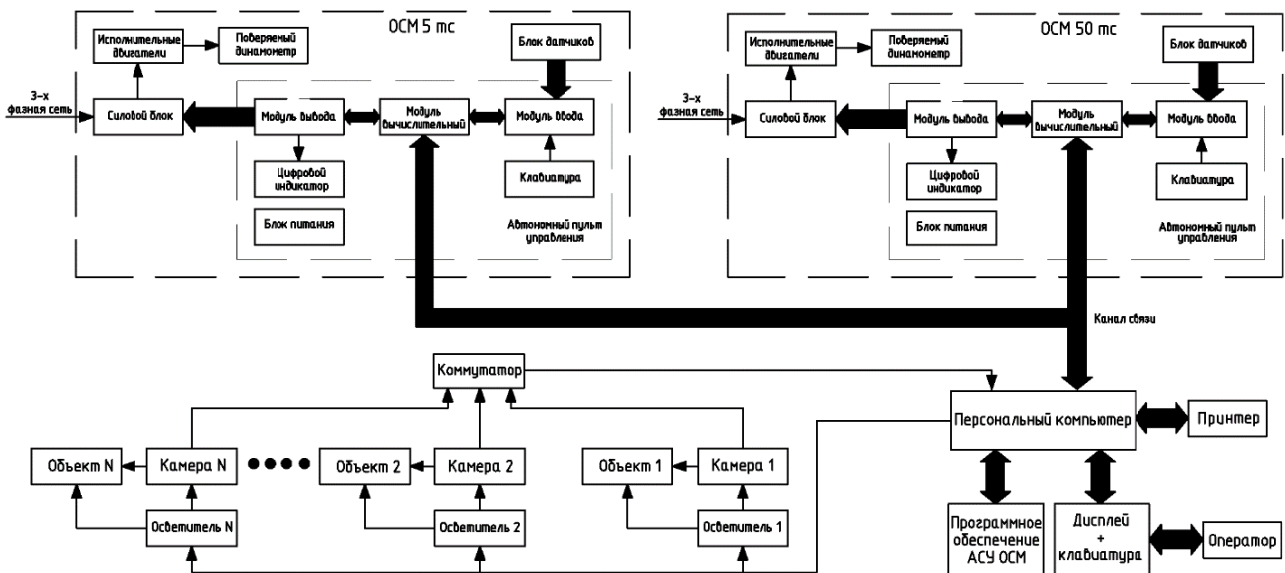 ОСМ 5 тс
Исполнительные
двигатели
Поверяемый
динамометр
Блок датчиков
3-х
фазная сеть
Силовой блок
Модуль вывода
Модуль
вычислительный
Модуль ввода
Цифровой
индикатор
Клавиатура
Блок питания
Автономный пульт
управления
ОСМ 50 тс
Исполнительные
двигатели
Поверяемый
динамометр
Блок датчиков
3-х
фазная сеть
Силовой блок
Модуль вывода
Модуль
вычислительный
Модуль ввода
Цифровой
индикатор
Клавиатура
Блок питания
Автономный пульт
управления
Канал связи
Коммутатор
Персональный компьютер
Принтер
Объект N
Камера N
Объект 2
Камера 2
Объект 1
Камера 1
Осветитель N
Осветитель 2
Осветитель 1
Программное
обеспечение
АСУ ОСМ
Дисплей
+
клавиатура
Оператор